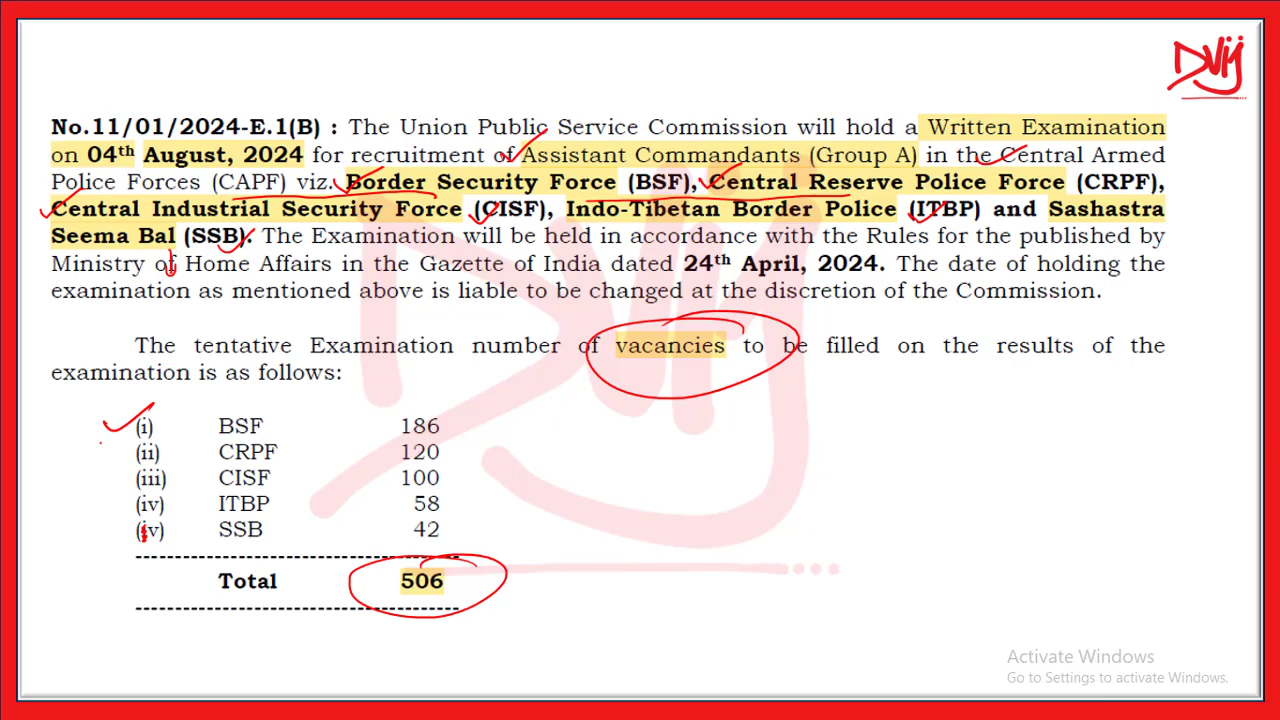 DVij
No.11/01/2024-E.1(B) : The Union Public Service Commission will hold a Written Examination
on 04th August, 2024 for recruitment of Assistant Commandants (Group A) in the Central Armed
Police Forces (CAPF) viz. Border Security Force (BSF), Central Reserve Police Force (CRPF),
Central Industrial Security Force (CISF), Indo-Tibetan Border Police (ITBP) and Sashastra
Seema Bal (SSB). The Examination will be held in accordance with the Rules for the published by
Ministry of Home Affairs in the Gazette of India dated 24th April, 2024. The date of holding the
examination as mentioned above is liable to be changed at the discretion of the Commission.
The tentative Examination number of vacancies to be filled on the results of the
examination is as follows:
(i) BSF 186
(ii) CRPF 120
(iii) CISF 100
(iv) ITBP 58
(iv) SSB 42
Total 506
Activate Windows
Go to Settings to activate Windows.